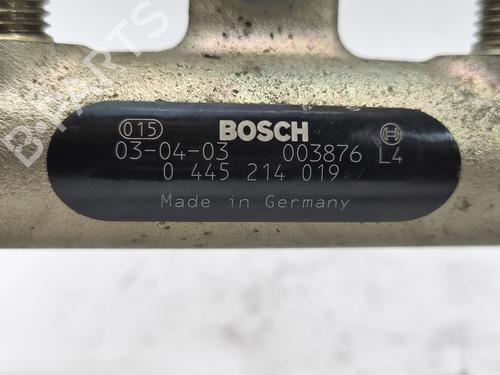 015 BOSCH
03-04-03 003876 L4
0 445 214 019
Made in Germany
B-PARTS